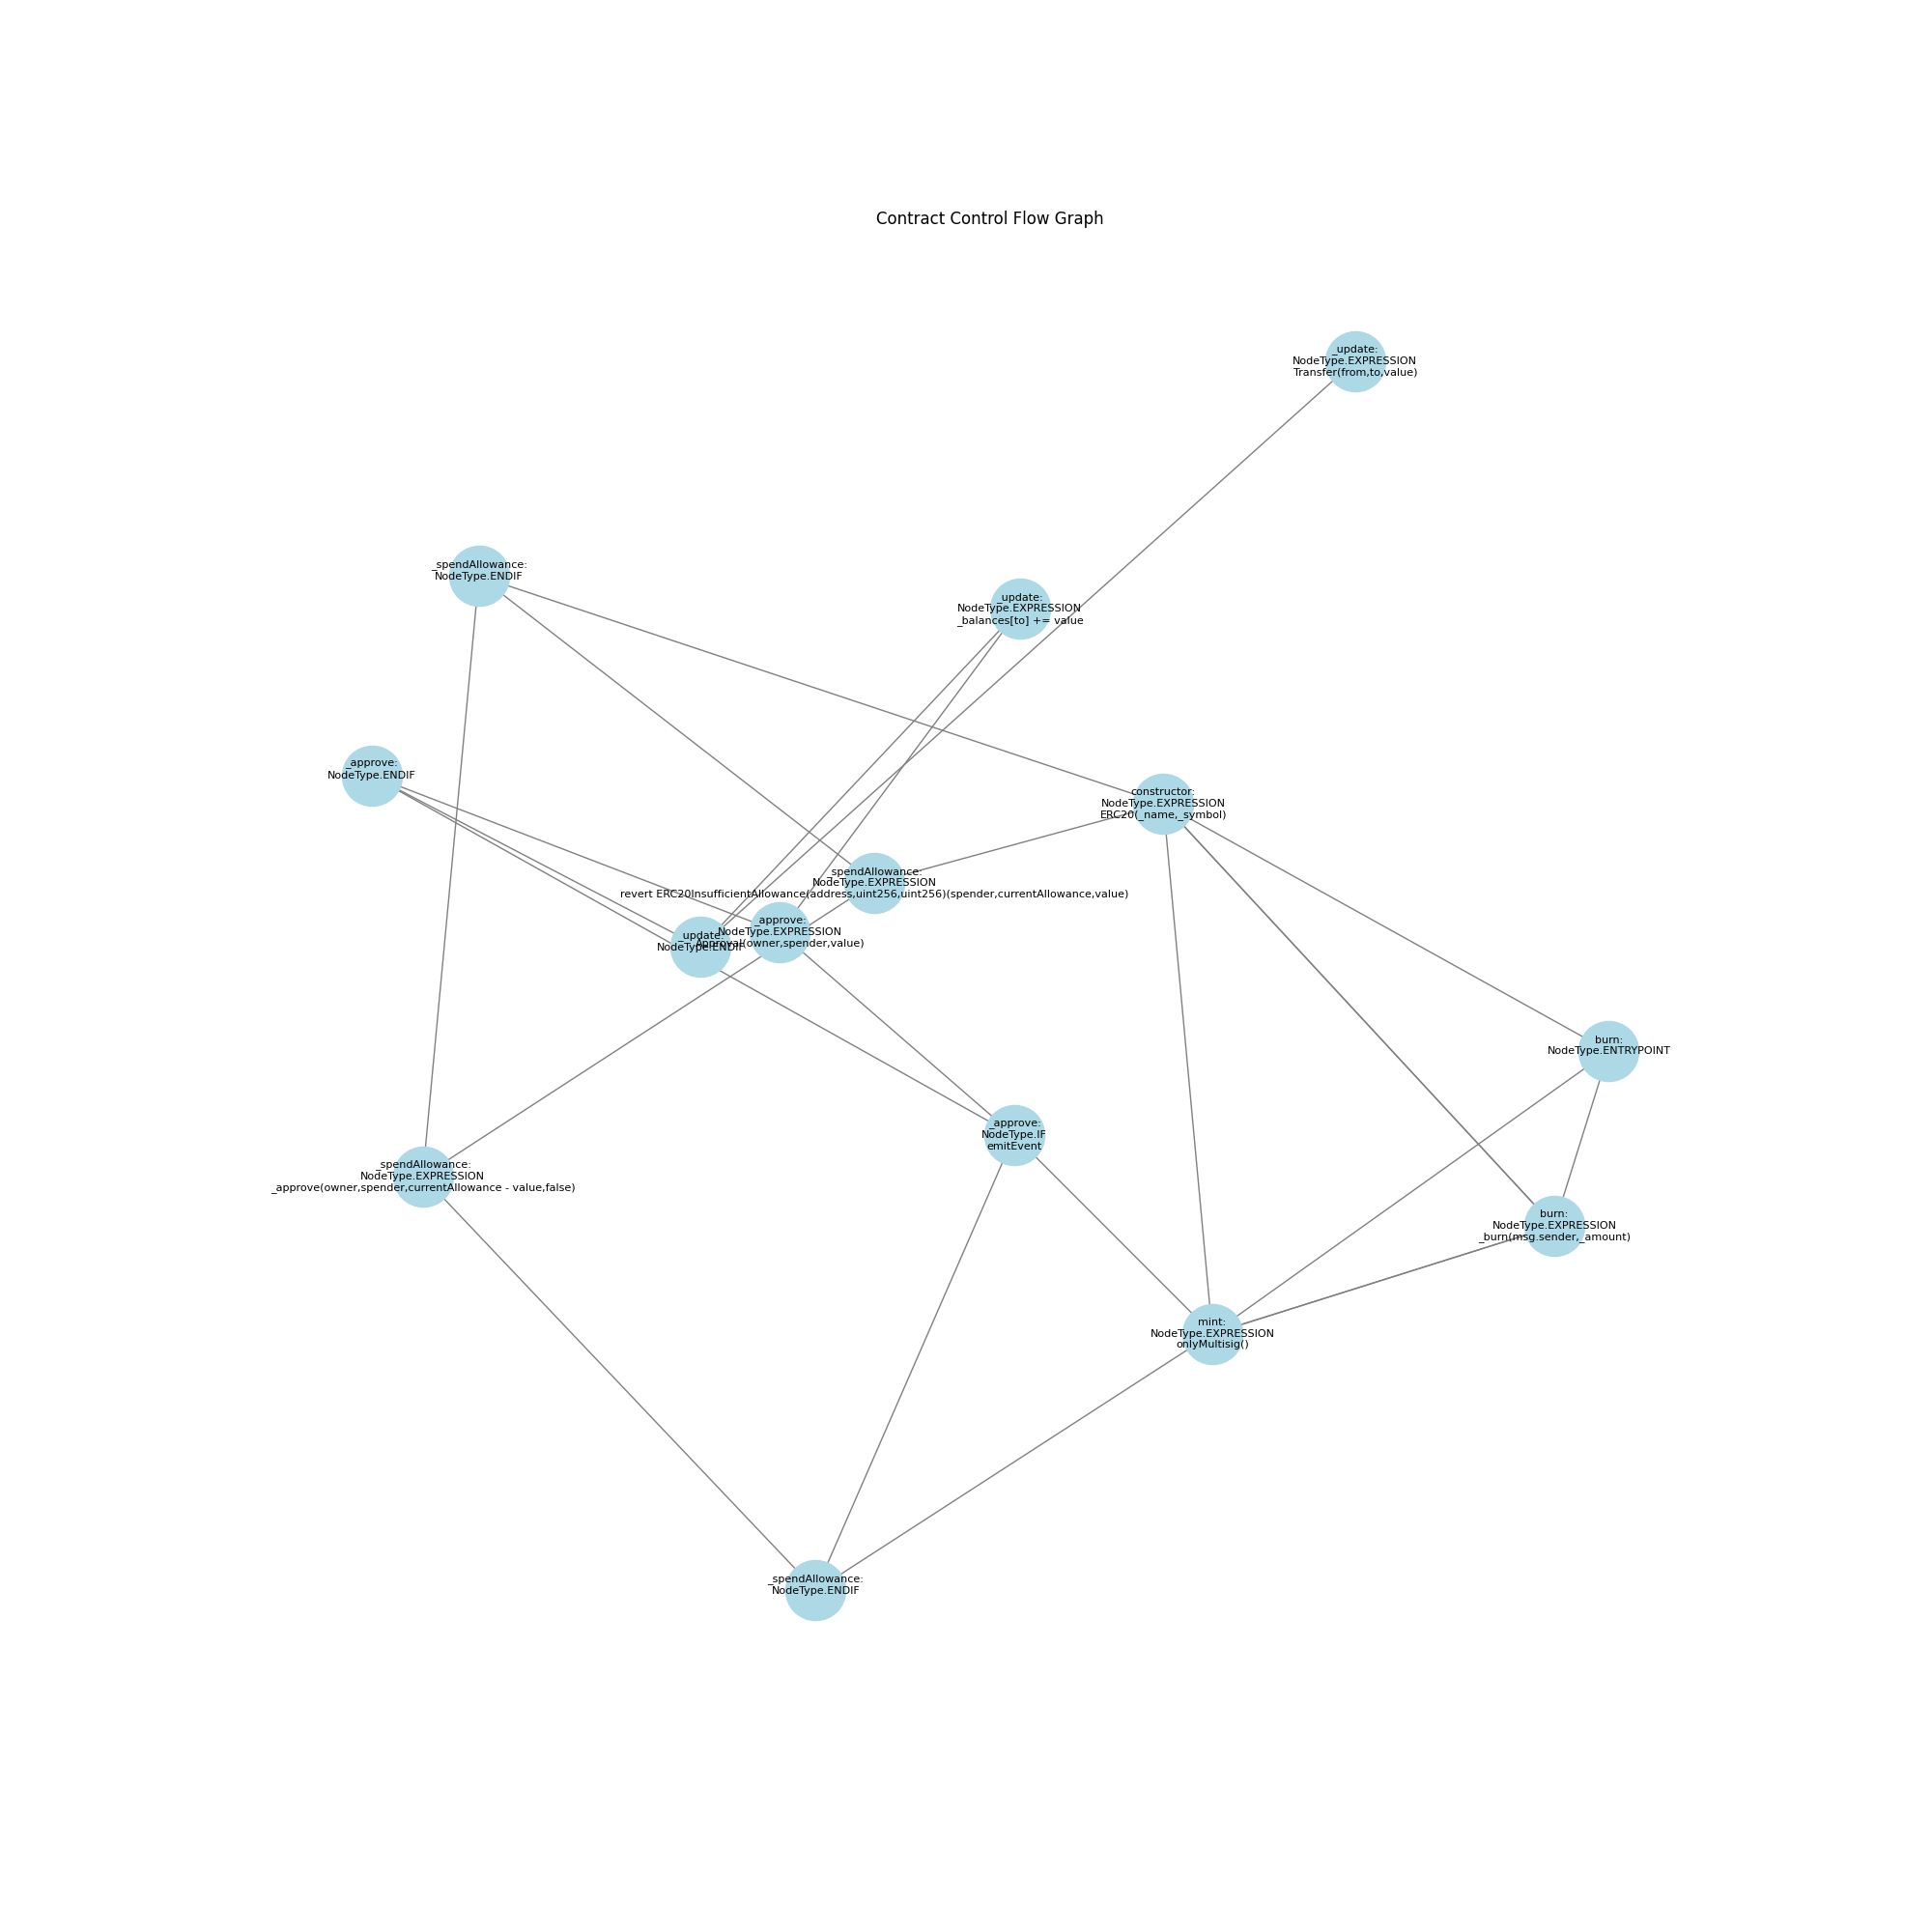 Contract Control Flow Graph
_update:
NodeType.EXPRESSION
Transfer(from,to,value)
_spendAllowance:
NodeType.ENDIF
_update:
NodeType.EXPRESSION
_balances[to] += value
_approve:
NodeType.ENDIF
constructor:
NodeType.EXPRESSION
ERC20(_name,_symbol)
_spendAllowance:
NodeType.EXPRESSION
revert ERC20InsufficientAllowance(address,uint256,uint256)(spender,currentAllowance,value)
_approve:
NodeType.EXPRESSION
Approval(owner,spender,value)
_update:
NodeType.ENDIF
burn:
NodeType.ENTRYPOINT
_approve:
NodeType.IF
emitEvent
_spendAllowance:
NodeType.EXPRESSION
_approve(owner,spender,currentAllowance - value,false)
burn:
NodeType.EXPRESSION
_burn(msg.sender,_amount)
mint:
NodeType.EXPRESSION
onlyMultisig()
_spendAllowance:
NodeType.ENDIF